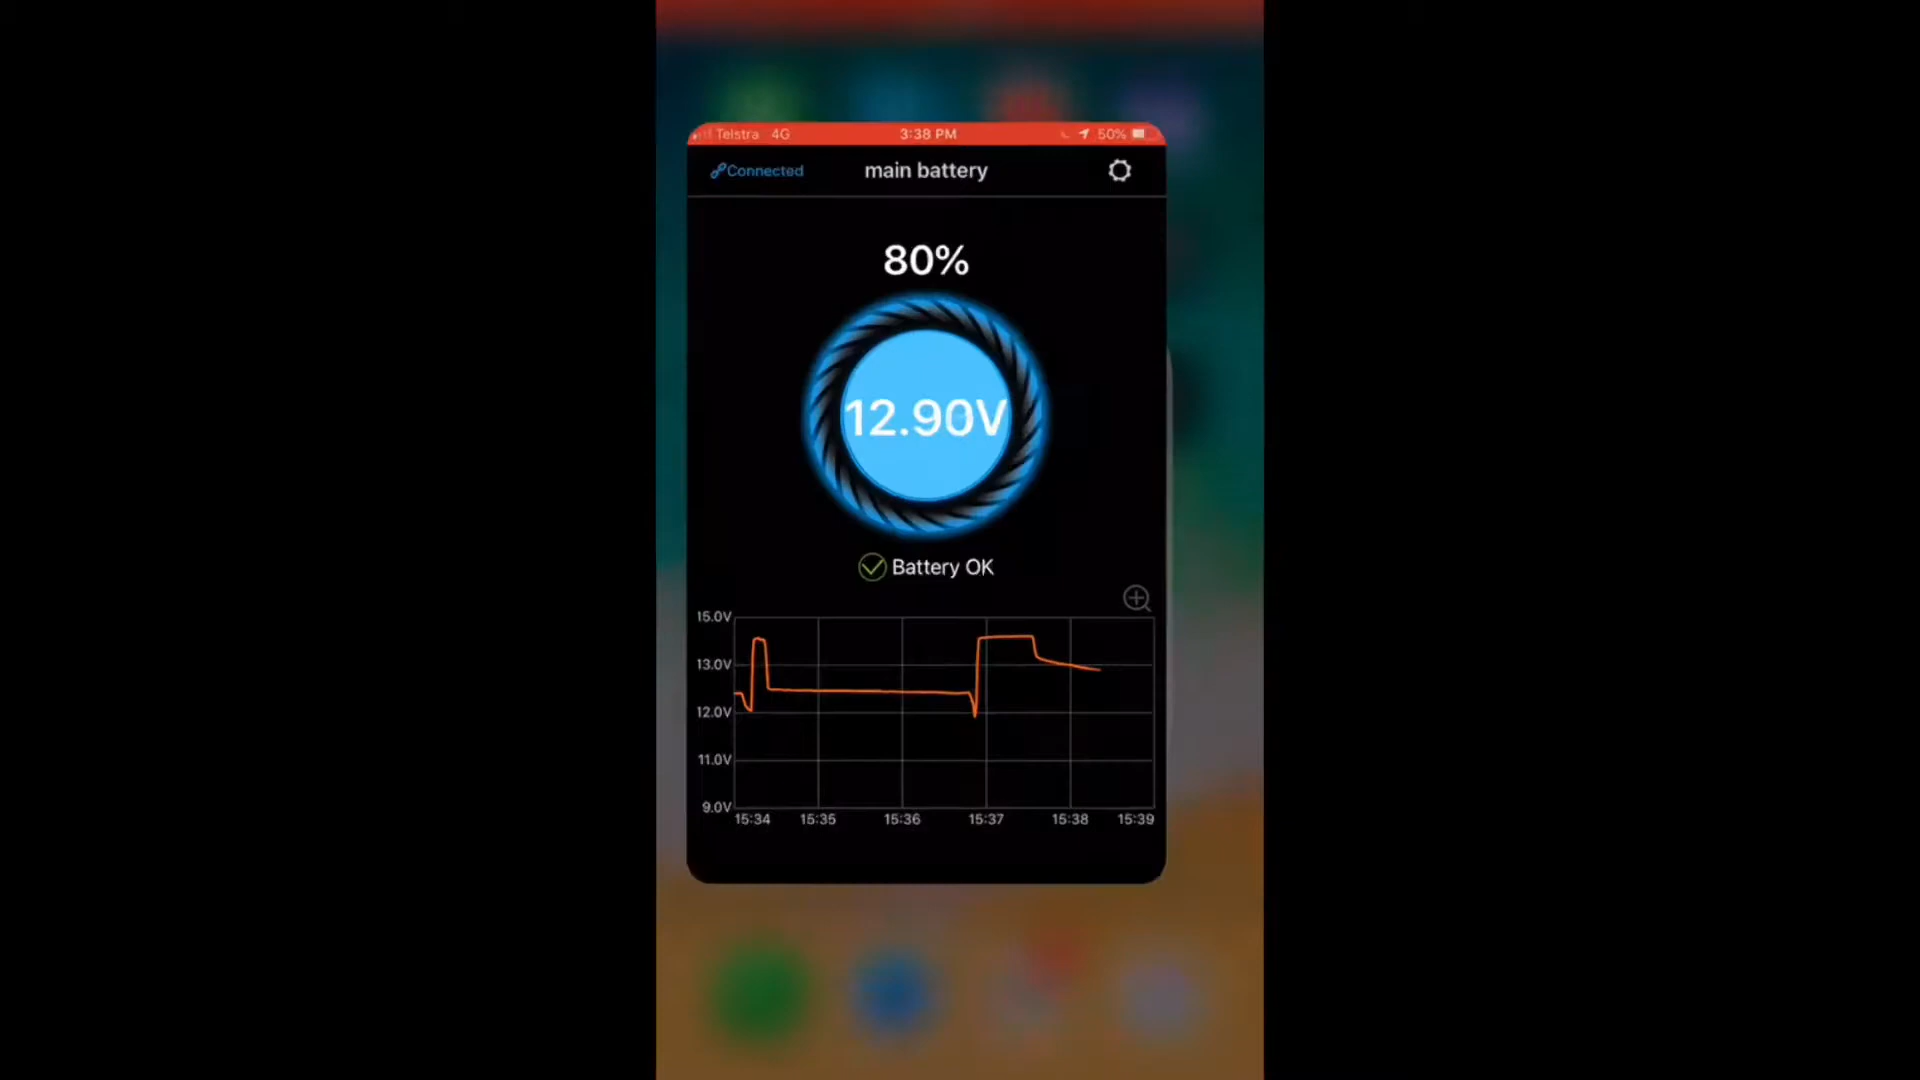 Telstra 4G 3:38 PM 50%
Connected main battery
80%
12.90V
Battery OK
15.0V
13.0V
12.0V
11.0V
9.0V
15:34 15:35 15:36 15:37 15:38 15:39